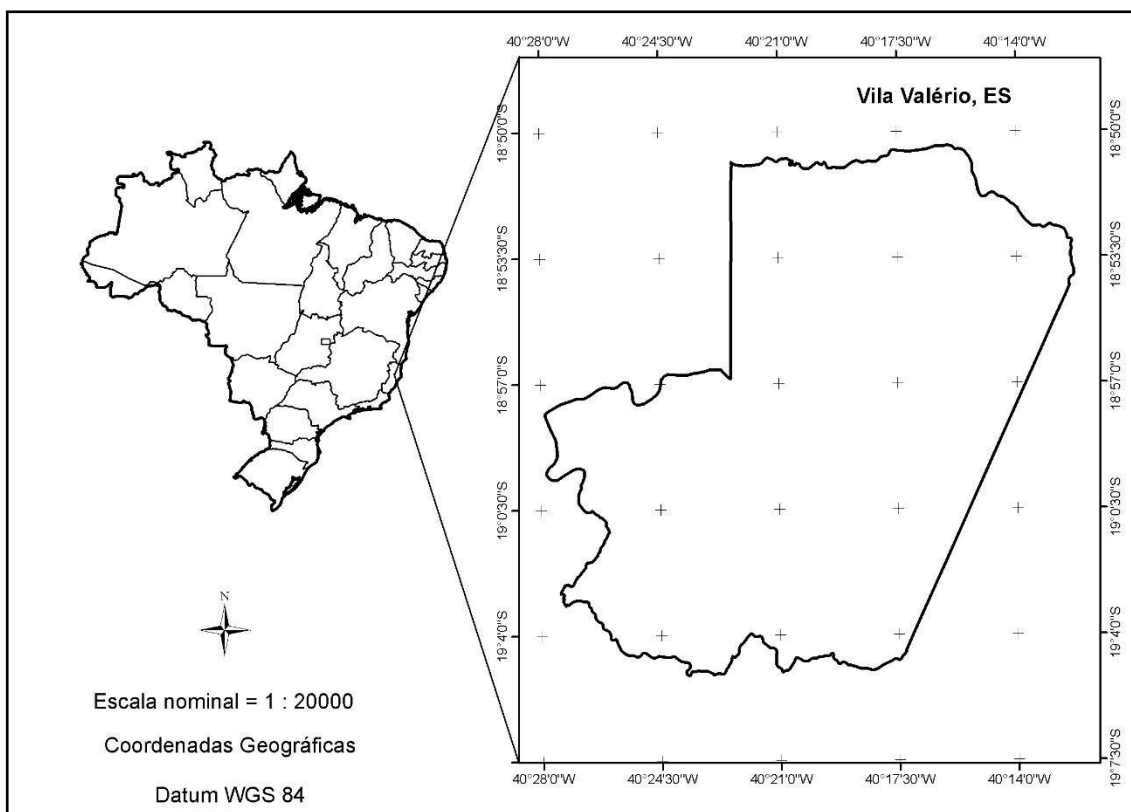 40°28'0"W 40°24'30"W 40°21'0"W 40°17'30"W 40°14'0"W
Vila Valério, ES
18°50'0"S 18°50'0"S
18°53'30"S 18°53'30"S
18°57'0"S 18°57'0"S
19°0'30"S 19°0'30"S
N
19°4'0"S 19°4'0"S
Escala nominal = 1 : 20000
Coordenadas Geográficas
19°7'30"S
40°28'0"W 40°24'30"W 40°21'0"W 40°17'30"W 40°14'0"W
Datum WGS 84